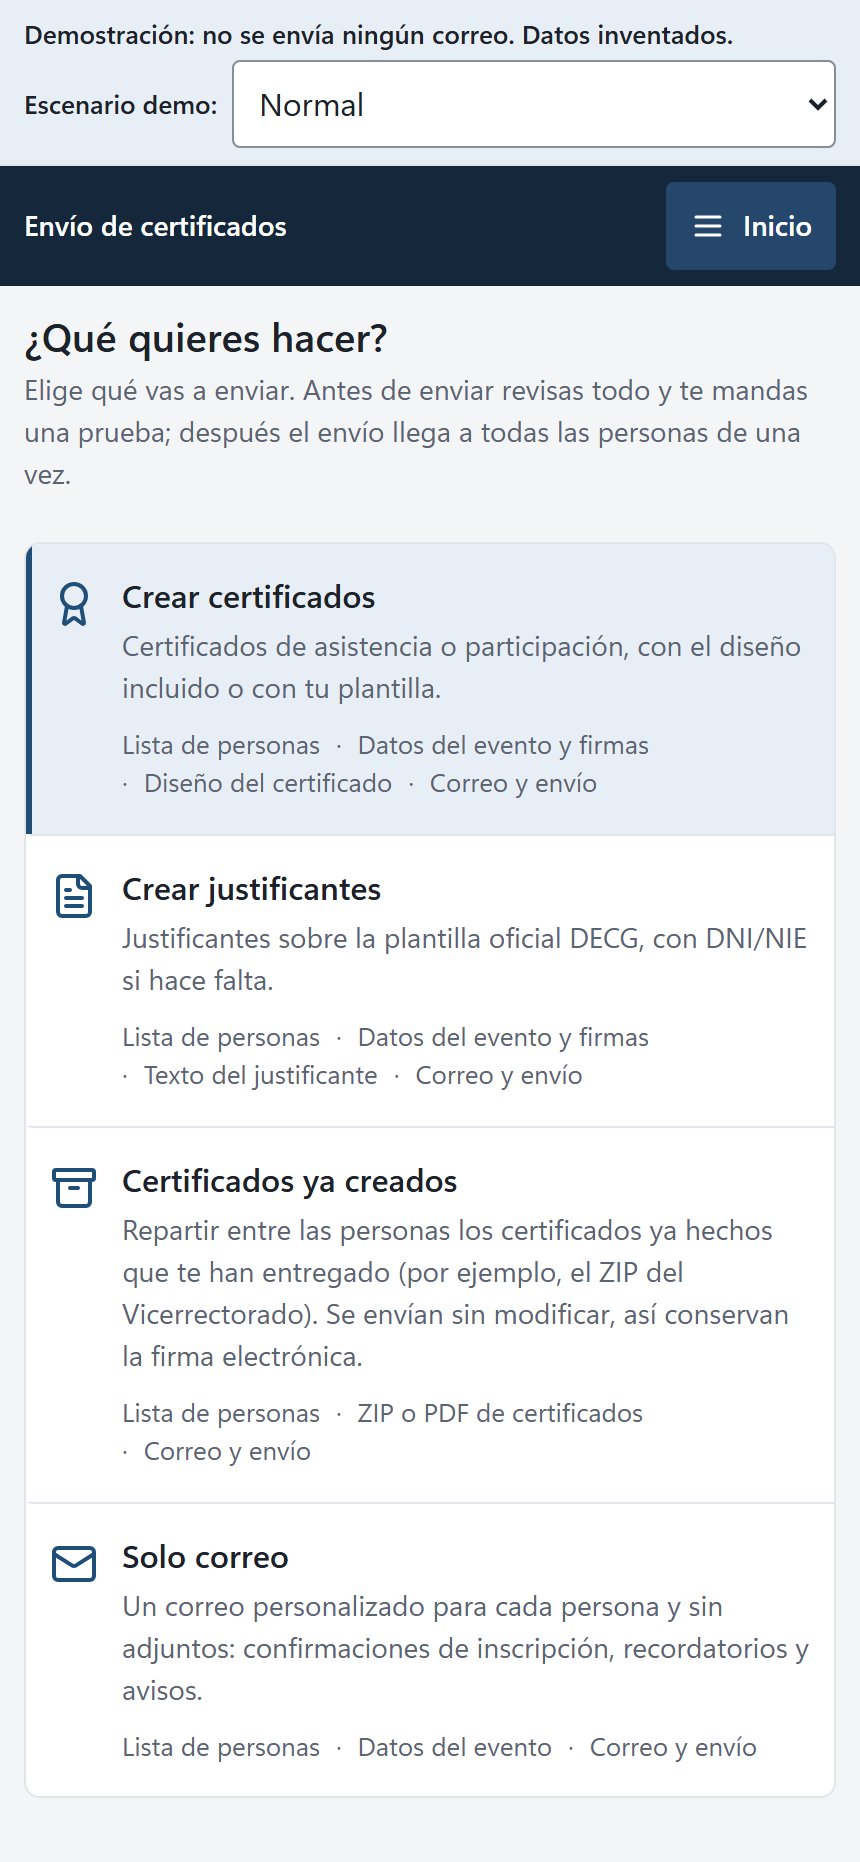 Demostración: no se envía ningún correo. Datos inventados.
Escenario demo: Normal
Envío de certificados
Inicio
¿Qué quieres hacer?
Elige qué vas a enviar. Antes de enviar revisas todo y te mandas
una prueba; después el envío llega a todas las personas de una
vez.
Crear certificados
Certificados de asistencia o participación, con el diseño
incluido o con tu plantilla.
Lista de personas · Datos del evento y firmas
· Diseño del certificado · Correo y envío
Crear justificantes
Justificantes sobre la plantilla oficial DECG, con DNI/NIE
si hace falta.
Lista de personas · Datos del evento y firmas
· Texto del justificante · Correo y envío
Certificados ya creados
Repartir entre las personas los certificados ya hechos
que te han entregado (por ejemplo, el ZIP del
Vicerrectorado). Se envían sin modificar, así conservan
la firma electrónica.
Lista de personas · ZIP o PDF de certificados
· Correo y envío
Solo correo
Un correo personalizado para cada persona y sin
adjuntos: confirmaciones de inscripción, recordatorios y
avisos.
Lista de personas · Datos del evento · Correo y envío